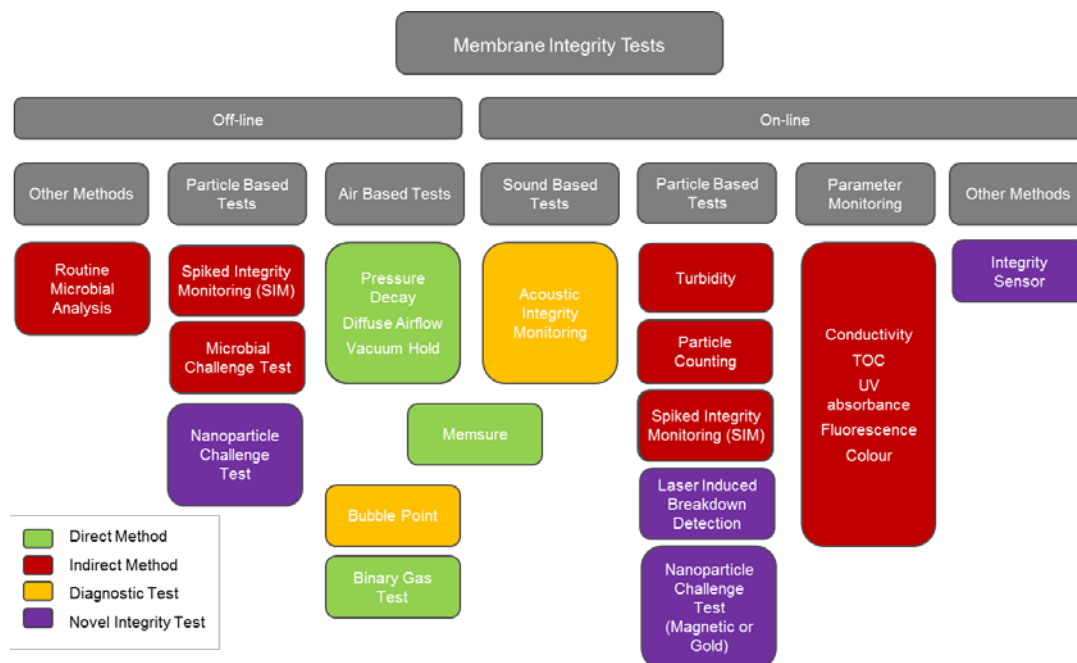 Membrane Integrity Tests
Off-line
On-line
Other Methods
Particle Based
Tests
Air Based Tests
Sound Based
Tests
Particle Based
Tests
Parameter
Monitoring
Other Methods
Routine
Microbial
Analysis
Spiked Integrity
Monitoring (SIM)
Microbial
Challenge Test
Nanoparticle
Challenge
Test
Pressure
Decay
Diffuse Airflow
Vacuum Hold
Memsure
Bubble Point
Binary Gas
Test
Acoustic
Integrity
Monitoring
Turbidity
Particle
Counting
Spiked Integrity
Monitoring (SIM)
Laser Induced
Breakdown
Detection
Nanoparticle
Challenge
Test
(Magnetic or
Gold)
Conductivity
TOC
UV
absorbance
Fluorescence
Colour
Integrity
Sensor
Direct Method
Indirect Method
Diagnostic Test
Novel Integrity Test